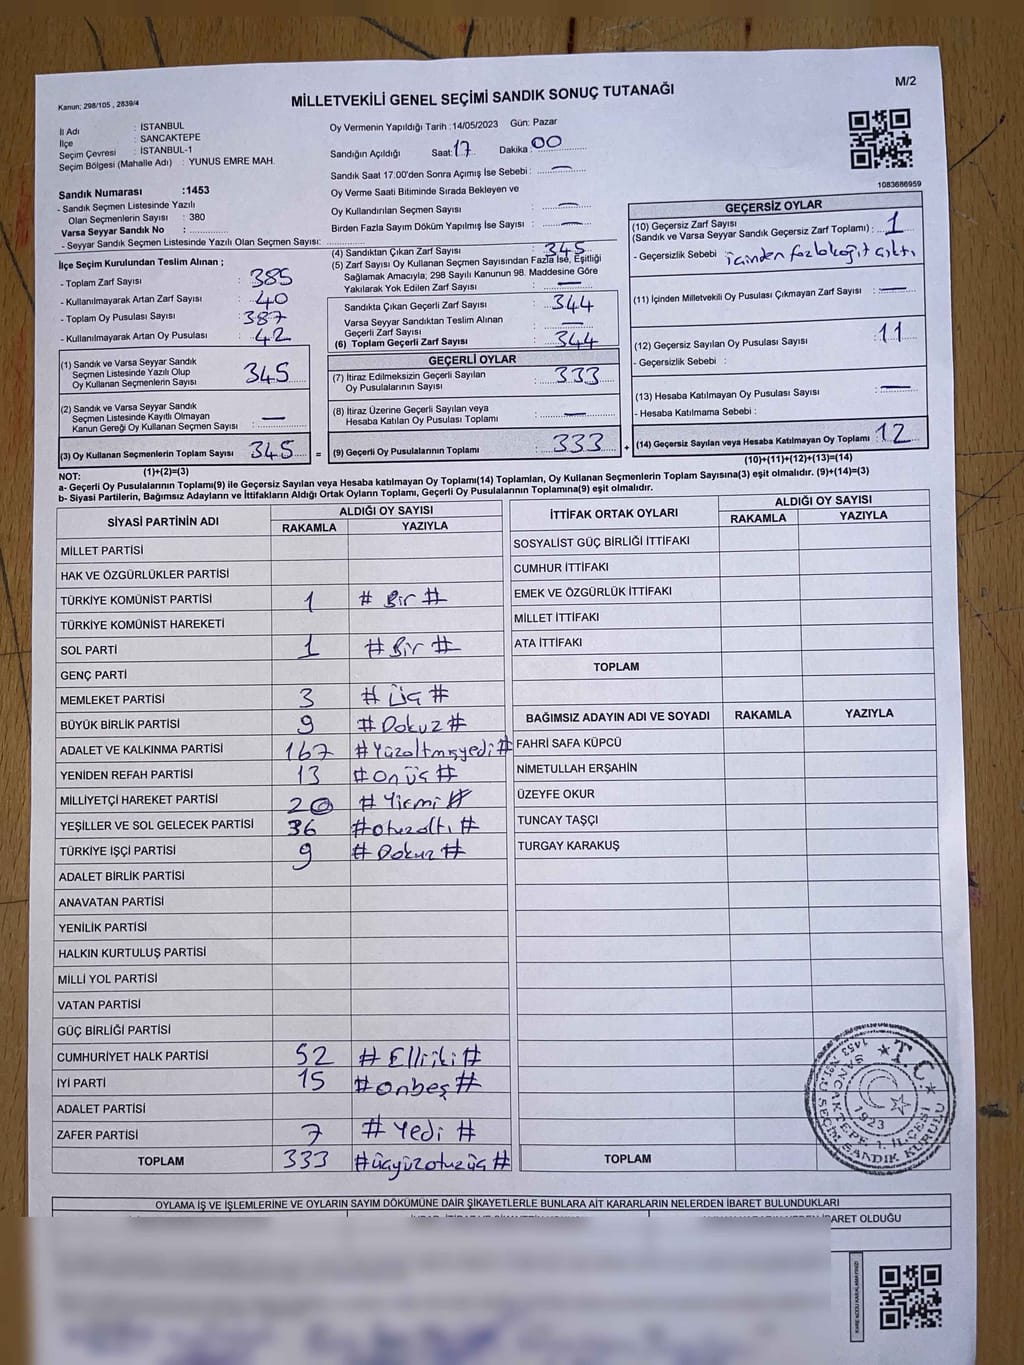 M/2
Kanun: 298/105 , 2839/4
MİLLETVEKİLİ GENEL SEÇİMİ SANDIK SONUÇ TUTANAĞI
İl Adı : İSTANBUL
İlçe : SANCAKTEPE
Seçim Çevresi : İSTANBUL-1
Seçim Bölgesi (Mahalle Adı) : YUNUS EMRE MAH.
Sandık Numarası :1453
- Sandık Seçmen Listesinde Yazılı
Olan Seçmenlerin Sayısı : 380
Varsa Seyyar Sandık No :
- Seyyar Sandık Seçmen Listesinde Yazılı Olan Seçmen Sayısı:
Oy Vermenin Yapıldığı Tarih :14/05/2023 Gün: Pazar
Sandığın Açıldığı Saat: 17 Dakika: 00
Sandık Saat 17.00'den Sonra Açımış İse Sebebi : —
Oy Verme Saati Bitiminde Sırada Bekleyen ve
Oy Kullandırılan Seçmen Sayısı : —
Birden Fazla Sayım Döküm Yapılmış İse Sayısı : —
1083686959
İlçe Seçim Kurulundan Teslim Alınan ;
- Toplam Zarf Sayısı : 385
- Kullanılmayarak Artan Zarf Sayısı : 40
- Toplam Oy Pusulası Sayısı : 387
- Kullanılmayarak Artan Oy Pusulası : 42
(1) Sandık ve Varsa Seyyar Sandık
Seçmen Listesinde Yazılı Olup
Oy Kullanan Seçmenlerin Sayısı : 345
(2) Sandık ve Varsa Seyyar Sandık
Seçmen Listesinde Kayıtlı Olmayan
Kanun Gereği Oy Kullanan Seçmen Sayısı : —
(3) Oy Kullanan Seçmenlerin Toplam Sayısı : 345 =
(1)+(2)=(3)
(4) Sandıktan Çıkan Zarf Sayısı : 345
(5) Zarf Sayısı Oy Kullanan Seçmen Sayısından Fazla İse, Eşitliği
Sağlamak Amacıyla, 298 Sayılı Kanunun 98. Maddesine Göre
Yakılarak Yok Edilen Zarf Sayısı : —
Sandıkta Çıkan Geçerli Zarf Sayısı : 344
Varsa Seyyar Sandıktan Teslim Alınan
Geçerli Zarf Sayısı : —
(6) Toplam Geçerli Zarf Sayısı : 344
GEÇERLİ OYLAR
(7) İtiraz Edilmeksizin Geçerli Sayılan
Oy Pusulalarının Sayısı : 333
(8) İtiraz Üzerine Geçerli Sayılan veya
Hesaba Katılan Oy Pusulaları Toplamı : —
(9) Geçerli Oy Pusulalarının Toplamı : 333 +
GEÇERSİZ OYLAR
(10) Geçersiz Zarf Sayısı
(Sandık ve Varsa Seyyar Sandık Geçersiz Zarf Toplamı) : 1
- Geçersizlik Sebebi : içinden fazla kağıt çıktı
(11) İçinden Milletvekili Oy Pusulası Çıkmayan Zarf Sayısı : —
(12) Geçersiz Sayılan Oy Pusulası Sayısı : 11
- Geçersizlik Sebebi :
(13) Hesaba Katılmayan Oy Pusulası Sayısı : —
- Hesaba Katılmama Sebebi :
(14) Geçersiz Sayılan veya Hesaba Katılmayan Oy Toplamı : 12
(10)+(11)+(12)+(13)=(14)
NOT:
a- Geçerli Oy Pusulaları Toplamı(9) ile Geçersiz Sayılan veya Hesaba Katılmayan Oy Toplamı(14) Toplamları, Oy Kullanan Seçmenlerin Toplam Sayısına(3) eşit olmalıdır. (9)+(14)=(3)
b- Siyasi Partilerin, Bağımsız Adayların ve İttifakların Aldığı Ortak Oyların Toplamı, Geçerli Oy Pusulalarının Toplamına(9) eşit olmalıdır.
SİYASİ PARTİNİN ADI ALDIĞI OY SAYISI
RAKAMLA YAZIYLA
MİLLET PARTİSİ
HAK VE ÖZGÜRLÜKLER PARTİSİ
TÜRKİYE KOMÜNİST PARTİSİ 1 # Bir #
TÜRKİYE KOMÜNİST HAREKETİ
SOL PARTİ 1 # Bir #
GENÇ PARTİ
MEMLEKET PARTİSİ 3 # Üç #
BÜYÜK BİRLİK PARTİSİ 9 # Dokuz #
ADALET VE KALKINMA PARTİSİ 167 # Yüzaltmışyedi #
YENİDEN REFAH PARTİSİ 13 # Onüç #
MİLLİYETÇİ HAREKET PARTİSİ 20 # Yirmi #
YEŞİLLER VE SOL GELECEK PARTİSİ 36 # otuzaltı #
TÜRKİYE İŞÇİ PARTİSİ 9 # Dokuz #
ADALET BİRLİK PARTİSİ
ANAVATAN PARTİSİ
YENİLİK PARTİSİ
HALKIN KURTULUŞ PARTİSİ
MİLLİ YOL PARTİSİ
VATAN PARTİSİ
GÜÇ BİRLİĞİ PARTİSİ
CUMHURİYET HALK PARTİSİ 52 # Elliiki #
İYİ PARTİ 15 # Onbeş #
ADALET PARTİSİ
ZAFER PARTİSİ 7 # Yedi #
TOPLAM 333 # üçyüzotuzüç #
İTTİFAK ORTAK OYLARI ALDIĞI OY SAYISI
RAKAMLA YAZIYLA
SOSYALİST GÜÇ BİRLİĞİ İTTİFAKI
CUMHUR İTTİFAKI
EMEK VE ÖZGÜRLÜK İTTİFAKI
MİLLET İTTİFAKI
ATA İTTİFAKI
TOPLAM
BAĞIMSIZ ADAYIN ADI VE SOYADI RAKAMLA YAZIYLA
FAHRİ SAFA KÜPCÜ
NİMETULLAH ERŞAHİN
ÜZEYFE OKUR
TUNCAY TAŞÇI
TURGAY KARAKUŞ
TOPLAM
T.C.
SANCAKTEPE 1. İLÇESİ
1453 NOLU SEÇİM SANDIK KURULU
1923
OYLAMA İŞ VE İŞLEMLERİNE VE OYLARIN SAYIM DÖKÜMÜNE DAİR ŞİKAYETLERLE BUNLARA AİT KARARLARIN NELERDEN İBARET BULUNDUKLARI
BARET OLDUĞU